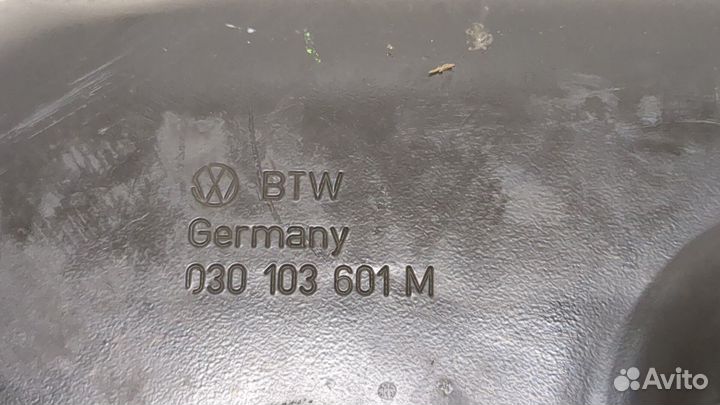 BTW
Germany
030 103 601 M
Avito